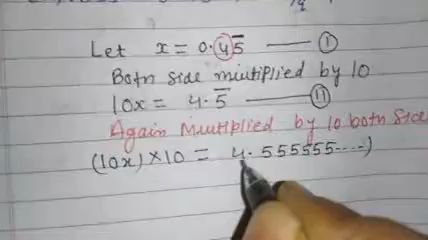 Let x = 0.45̅ —— ①
Both side multiplied by 10
10x = 4.5̅ —— ⑪
Again Multiplied by 10 both side
(10x) × 10 = 4.555555....)